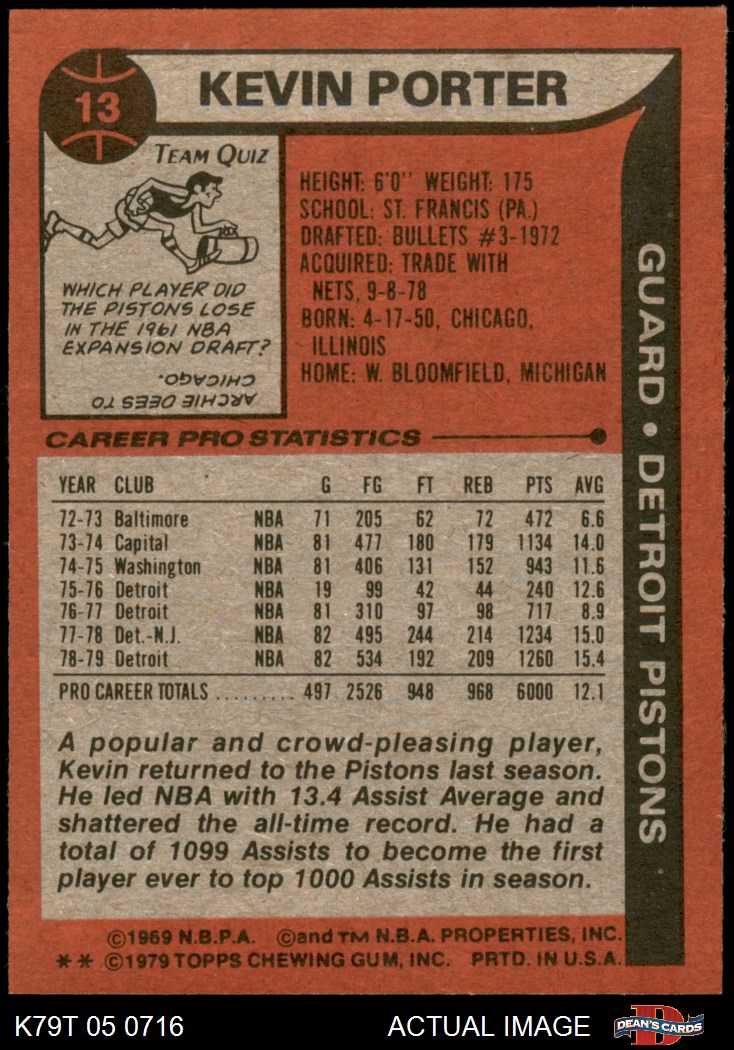 13
KEVIN PORTER
TEAM QUIZ
WHICH PLAYER DID
THE PISTONS LOSE
IN THE 1961 NBA
EXPANSION DRAFT?
ARCHIE DEES TO
CHICAGO.
HEIGHT: 6'0" WEIGHT: 175
SCHOOL: ST. FRANCIS (PA.)
DRAFTED: BULLETS #3-1972
ACQUIRED: TRADE WITH
NETS, 9-8-78
BORN: 4-17-50, CHICAGO,
ILLINOIS
HOME: W. BLOOMFIELD, MICHIGAN
GUARD • DETROIT PISTONS
CAREER PRO STATISTICS
YEAR CLUB G FG FT REB PTS AVG
72-73 Baltimore NBA 71 205 62 72 472 6.6
73-74 Capital NBA 81 477 180 179 1134 14.0
74-75 Washington NBA 81 406 131 152 943 11.6
75-76 Detroit NBA 19 99 42 44 240 12.6
76-77 Detroit NBA 81 310 97 98 717 8.9
77-78 Det.-N.J. NBA 82 495 244 214 1234 15.0
78-79 Detroit NBA 82 534 192 209 1260 15.4
PRO CAREER TOTALS ......... 497 2526 948 968 6000 12.1
A popular and crowd-pleasing player,
Kevin returned to the Pistons last season.
He led NBA with 13.4 Assist Average and
shattered the all-time record. He had a
total of 1099 Assists to become the first
player ever to top 1000 Assists in season.
©1969 N.B.P.A. ©and TM N.B.A. PROPERTIES, INC.
** ©1979 TOPPS CHEWING GUM, INC. PRTD. IN U.S.A.
K79T 05 0716 ACTUAL IMAGE
D
DEAN'S CARDS